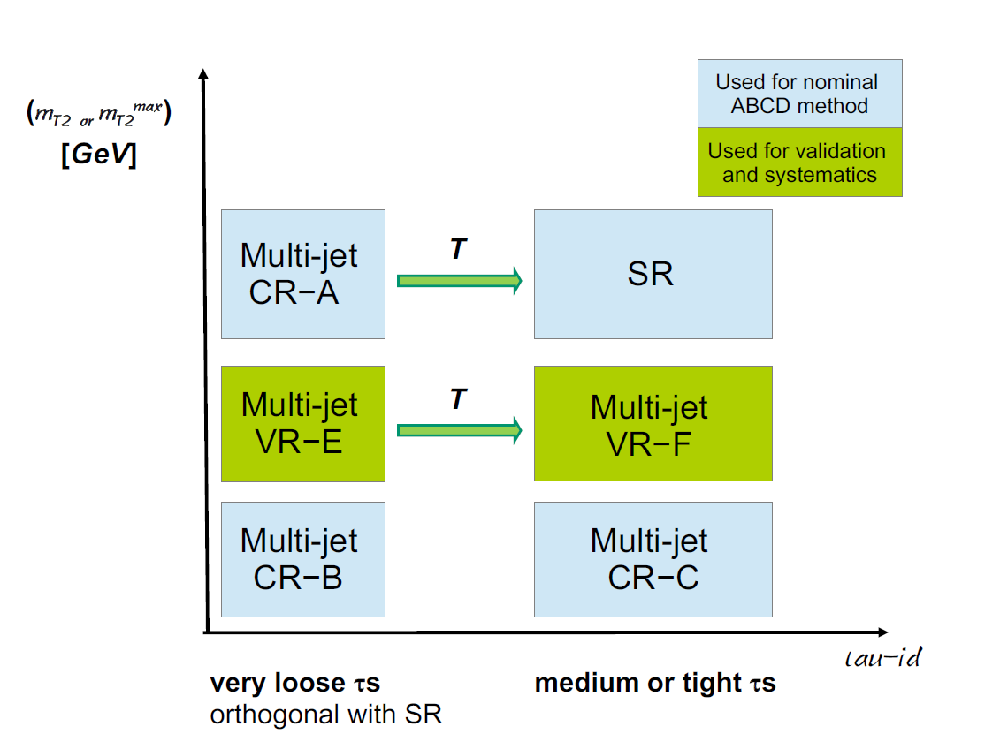 (mT2 or mT2max)
[GeV]
Used for nominal
ABCD method
Used for validation
and systematics
Multi-jet
CR−A
T
SR
Multi-jet
VR−E
T
Multi-jet
VR−F
Multi-jet
CR−B
Multi-jet
CR−C
tau-id
very loose τs
orthogonal with SR
medium or tight τs